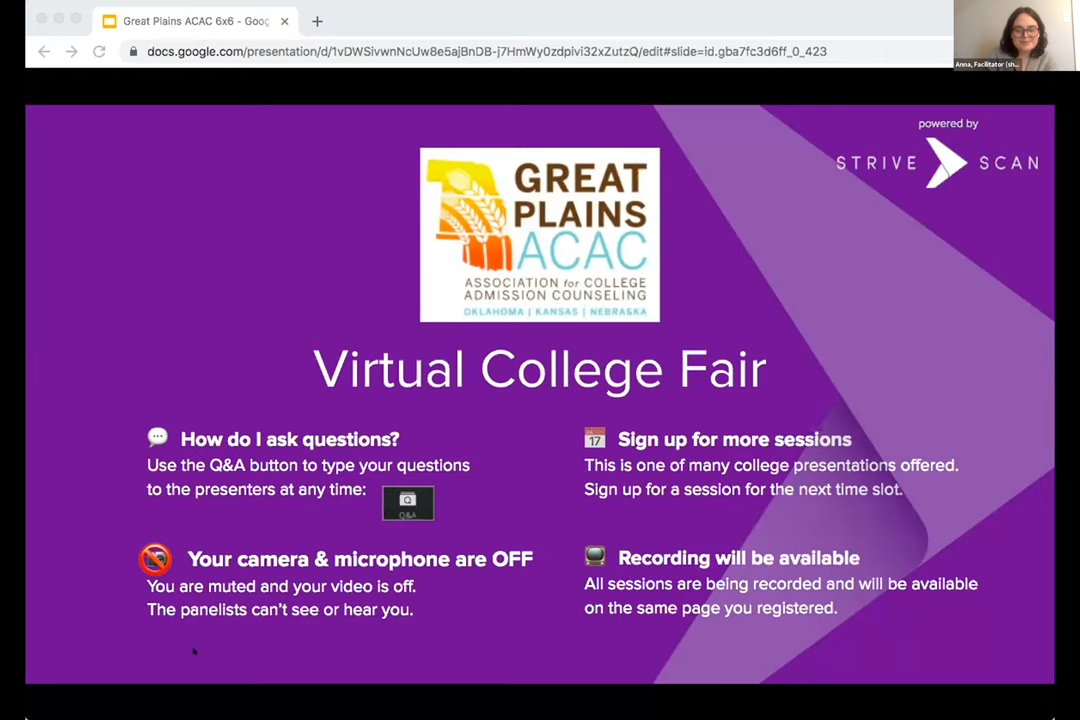 Great Plains ACAC 6x6 - Goog
docs.google.com/presentation/d/1vDWSivwnNcUw8e5ajBnDB-j7HmWy0zdpivi32xZutzQ/edit#slide=id.gba7fc3d6ff_0_423
Anna, Facilitator (sh...
powered by
STRIVE SCAN
GREAT
PLAINS
ACAC
ASSOCIATION for COLLEGE
ADMISSION COUNSELING
OKLAHOMA | KANSAS | NEBRASKA
Virtual College Fair
How do I ask questions?
Use the Q&A button to type your questions
to the presenters at any time:
Q
Q&A
17
Sign up for more sessions
This is one of many college presentations offered.
Sign up for a session for the next time slot.
Your camera & microphone are OFF
You are muted and your video is off.
The panelists can't see or hear you.
Recording will be available
All sessions are being recorded and will be available
on the same page you registered.